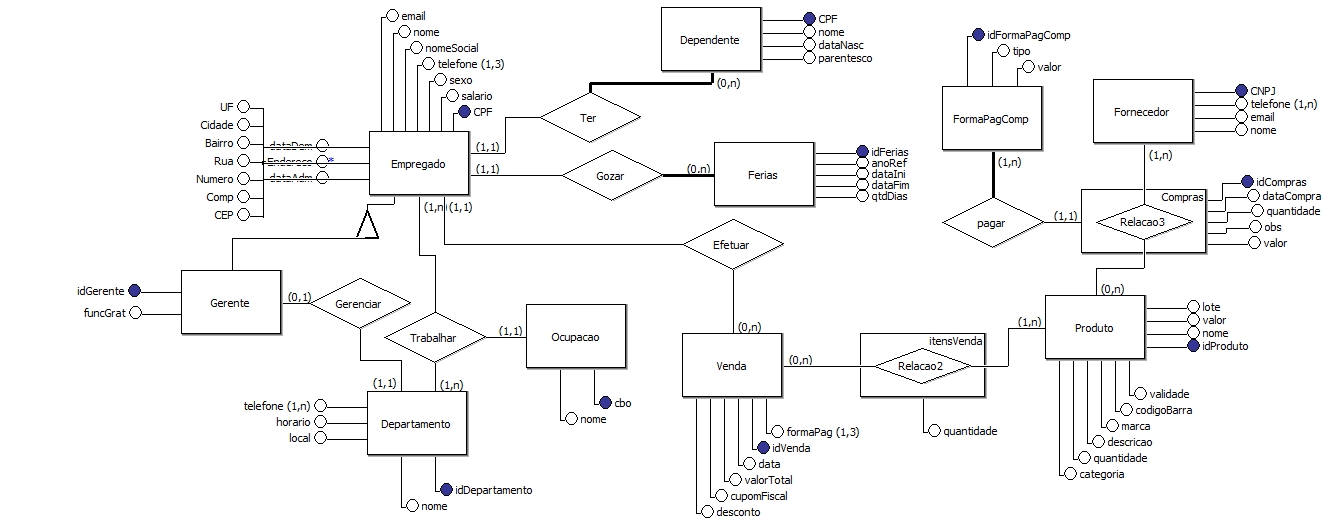 email
nome
nomeSocial
telefone (1,3)
sexo
salario
CPF
UF
Cidade
Bairro
Rua
Numero
Comp
CEP
dataDem
Endereco
dataAdm
Empregado
(1,1)
(1,1)
(1,n)
(1,1)
Ter
Dependente
(0,n)
CPF
nome
dataNasc
parentesco
Gozar
(0,n)
Ferias
idFerias
anoRef
dataIni
dataFim
qtdDias
idFormaPagComp
tipo
valor
FormaPagComp
(1,n)
pagar
(1,1)
Fornecedor
CNPJ
telefone (1,n)
email
nome
(1,n)
Compras
Relacao3
idCompras
dataCompra
quantidade
obs
valor
(0,n)
Efetuar
(0,n)
idGerente
funcGrat
Gerente
(0,1)
Gerenciar
(1,1)
Trabalhar
(1,1)
(1,n)
Ocupacao
cbo
nome
telefone (1,n)
horario
local
Departamento
idDepartamento
nome
Venda
(0,n)
itensVenda
Relacao2
quantidade
(1,n)
formaPag (1,3)
idVenda
data
valorTotal
cupomFiscal
desconto
Produto
lote
valor
nome
idProduto
validade
codigoBarra
marca
descricao
quantidade
categoria